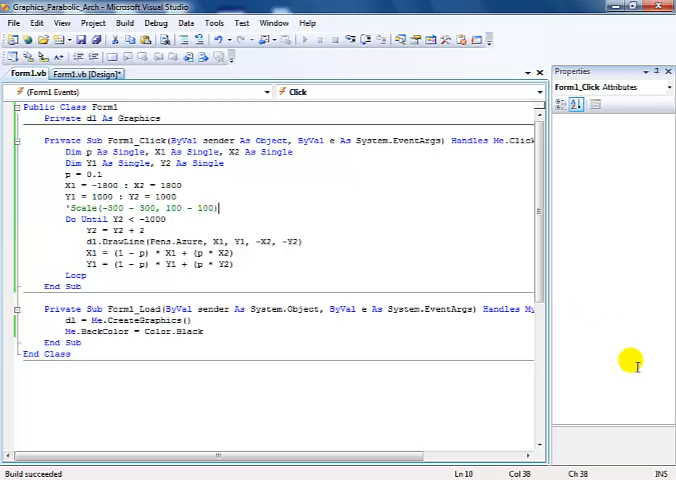 Graphics_Parabolic_Arch - Microsoft Visual Studio
File Edit View Project Build Debug Data Tools Test Window Help
Form1.vb Form1.vb [Design]*
(Form1 Events) Click
Public Class Form1
Private d1 As Graphics
Private Sub Form1_Click(ByVal sender As Object, ByVal e As System.EventArgs) Handles Me.Click
Dim p As Single, X1 As Single, X2 As Single
Dim Y1 As Single, Y2 As Single
p = 0.1
X1 = -1800 : X2 = 1800
Y1 = 1000 : Y2 = 1000
'Scale(-300 - 300, 100 - 100)
Do Until Y2 < -1000
Y2 = Y2 + 2
d1.DrawLine(Pens.Azure, X1, Y1, -X2, -Y2)
X1 = (1 - p) * X1 + (p * X2)
Y1 = (1 - p) * Y1 + (p * Y2)
Loop
End Sub
Private Sub Form1_Load(ByVal sender As System.Object, ByVal e As System.EventArgs) Handles My
d1 = Me.CreateGraphics()
Me.BackColor = Color.Black
End Sub
End Class
Properties
Form1_Click Attributes
Build succeeded Ln 10 Col 38 Ch 38 INS